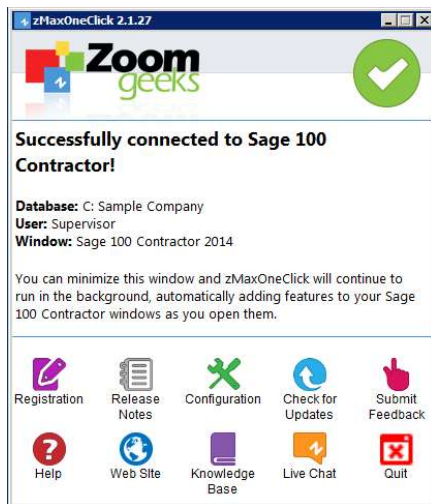 zMaxOneClick 2.1.27
Zoom
geeks
Successfully connected to Sage 100
Contractor!
Database: C: Sample Company
User: Supervisor
Window: Sage 100 Contractor 2014
You can minimize this window and zMaxOneClick will continue to
run in the background, automatically adding features to your Sage
100 Contractor windows as you open them.
Registration
Release
Notes
Configuration
Check for
Updates
Submit
Feedback
Help
Web Site
Knowledge
Base
Live Chat
Quit